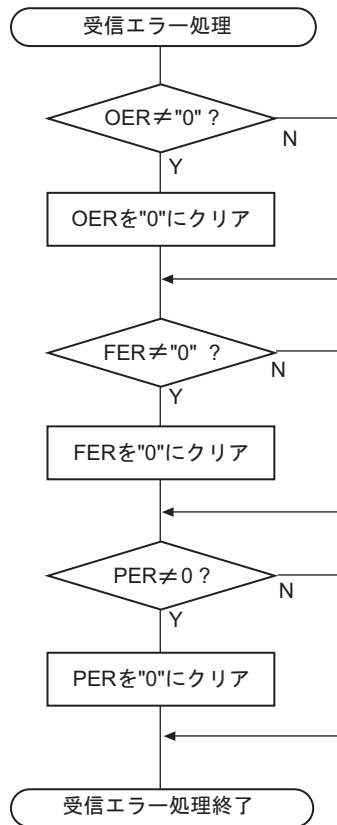 受信エラー処理
OER≠"0" ?
N
Y
OERを"0"にクリア
FER≠"0" ?
N
Y
FERを"0"にクリア
PER≠0 ?
N
Y
PERを"0"にクリア
受信エラー処理終了